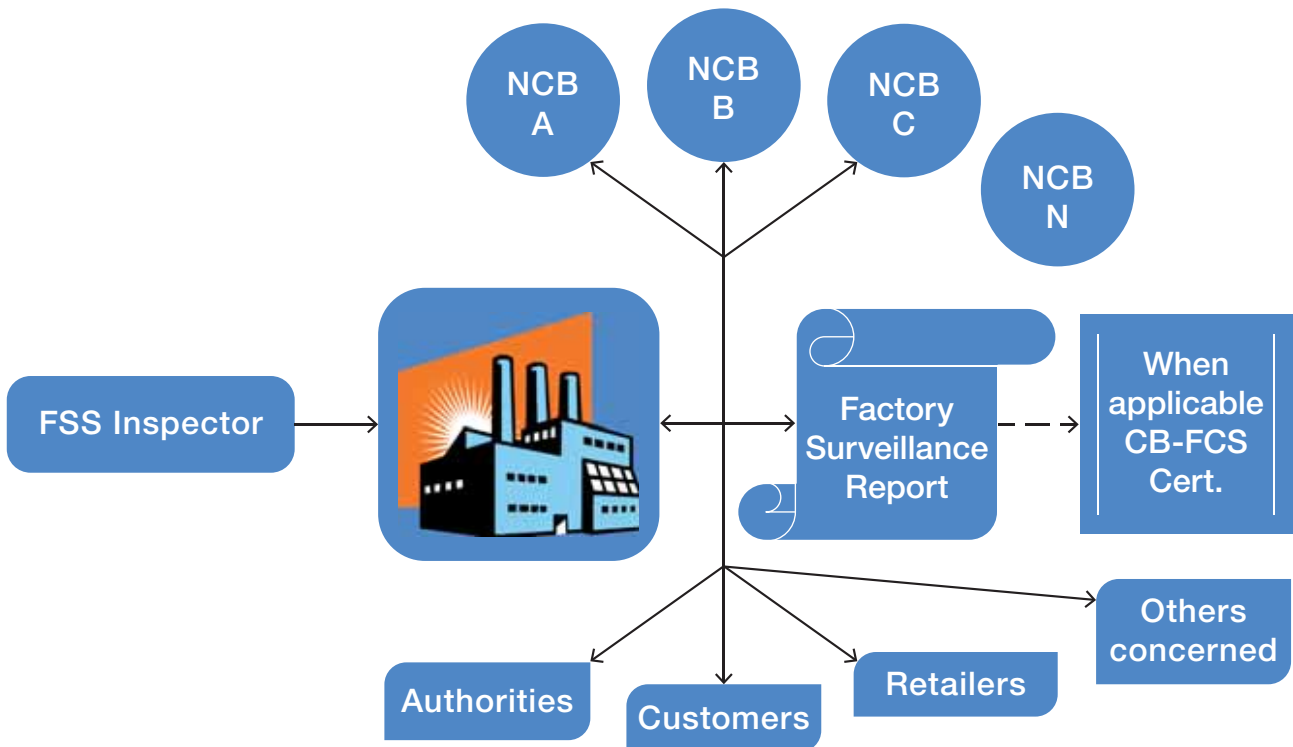 NCB
A
NCB
B
NCB
C
NCB
N
FSS Inspector
Factory
Surveillance
Report
When
applicable
CB-FCS
Cert.
Authorities
Customers
Retailers
Others
concerned